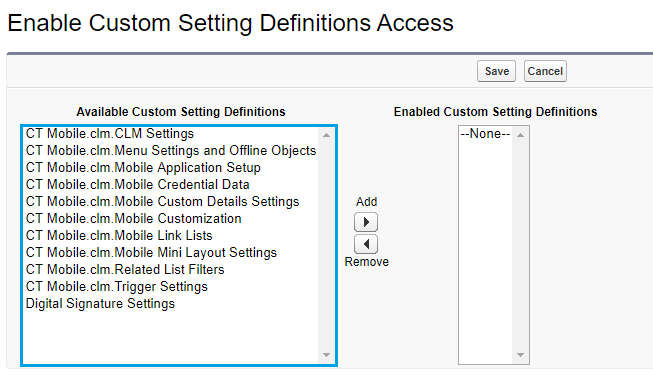 Enable Custom Setting Definitions Access
Save Cancel
Available Custom Setting Definitions
CT Mobile.clm.CLM Settings
CT Mobile.clm.Menu Settings and Offline Objects
CT Mobile.clm.Mobile Application Setup
CT Mobile.clm.Mobile Credential Data
CT Mobile.clm.Mobile Custom Details Settings
CT Mobile.clm.Mobile Customization
CT Mobile.clm.Mobile Link Lists
CT Mobile.clm.Mobile Mini Layout Settings
CT Mobile.clm.Related List Filters
CT Mobile.clm.Trigger Settings
Digital Signature Settings
Add
Remove
Enabled Custom Setting Definitions
--None--